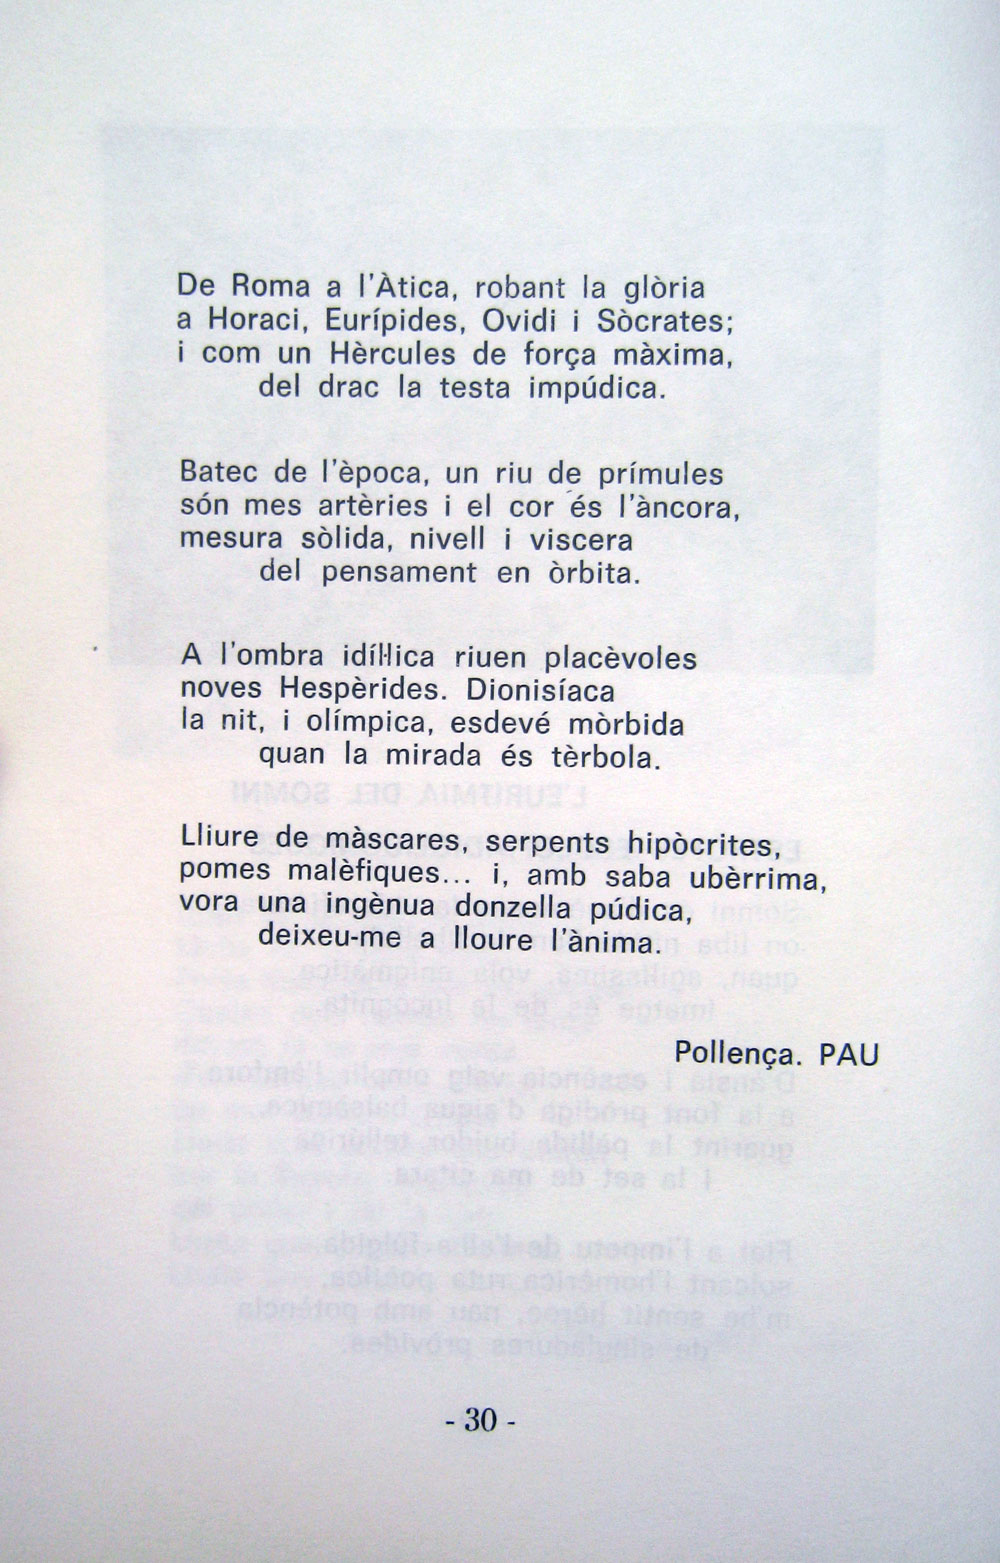 De Roma a l'Àtica, robant la glòria
a Horaci, Eurípides, Ovidi i Sòcrates;
i com un Hèrcules de força màxima,
del drac la testa impúdica.
Batec de l'època, un riu de prímules
són mes artèries i el cor és l'àncora,
mesura sòlida, nivell i viscera
del pensament en òrbita.
A l'ombra idíl·lica riuen placèvoles
noves Hespèrides. Dionisíaca
la nit, i olímpica, esdevé mòrbida
quan la mirada és tèrbola.
Lliure de màscares, serpents hipòcrites,
pomes malèfiques... i, amb saba ubèrrima,
vora una ingènua donzella púdica,
deixeu-me a lloure l'ànima.
Pollença. PAU
- 30 -